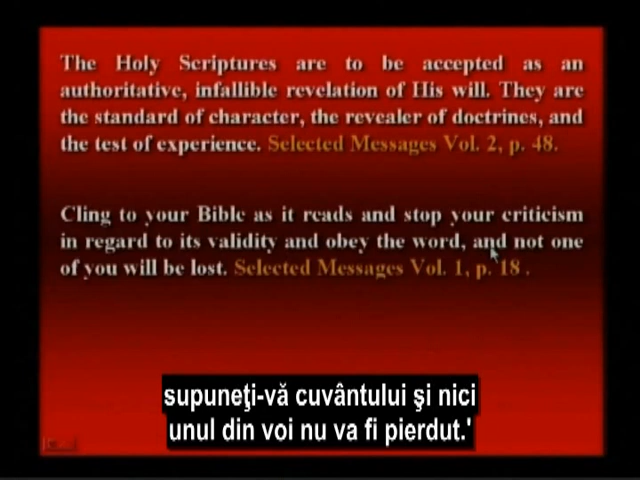 The Holy Scriptures are to be accepted as an
authoritative, infallible revelation of His will. They are
the standard of character, the revealer of doctrines, and
the test of experience. Selected Messages Vol. 2, p. 48.
Cling to your Bible as it reads and stop your criticism
in regard to its validity and obey the word, and not one
of you will be lost. Selected Messages Vol. 1, p. 18 .
supuneţi-vă cuvântului şi nici
unul din voi nu va fi pierdut.'